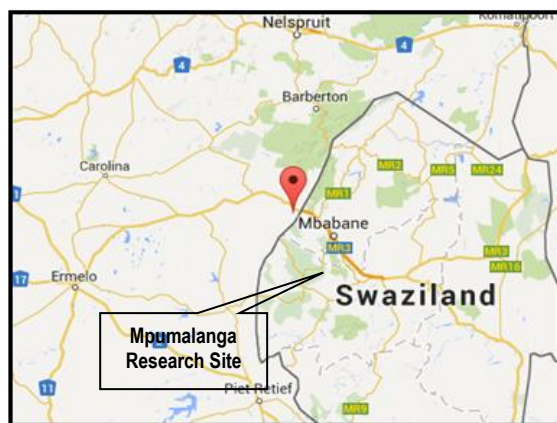 Nelspruit
Komatipoort
4
4
Barberton
Carolina
MR2
MR5
MR24
MR1
1
Mbabane
MR3
MR3
MR16
17
Ermelo
Swaziland
Mpumalanga
Research Site
11
Piet Retief
MR9